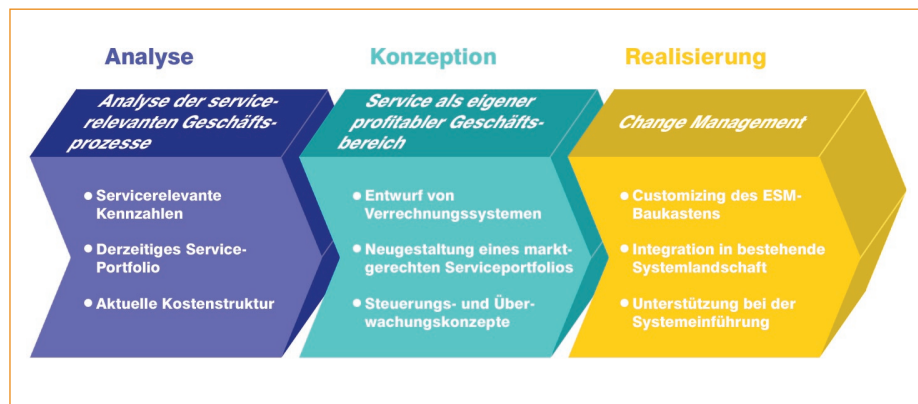 Analyse
Analyse der service-
relevanten Geschäfts-
prozesse
• Servicerelevante
Kennzahlen
• Derzeitiges Service-
Portfolio
• Aktuelle Kostenstruktur
Konzeption
Service als eigener
profitabler Geschäfts-
bereich
• Entwurf von
Verrechnungssystemen
• Neugestaltung eines markt-
gerechten Serviceportfolios
• Steuerungs- und Über-
wachungskonzepte
Realisierung
Change Management
• Customizing des ESM-
Baukastens
• Integration in bestehende
Systemlandschaft
• Unterstützung bei der
Systemeinführung